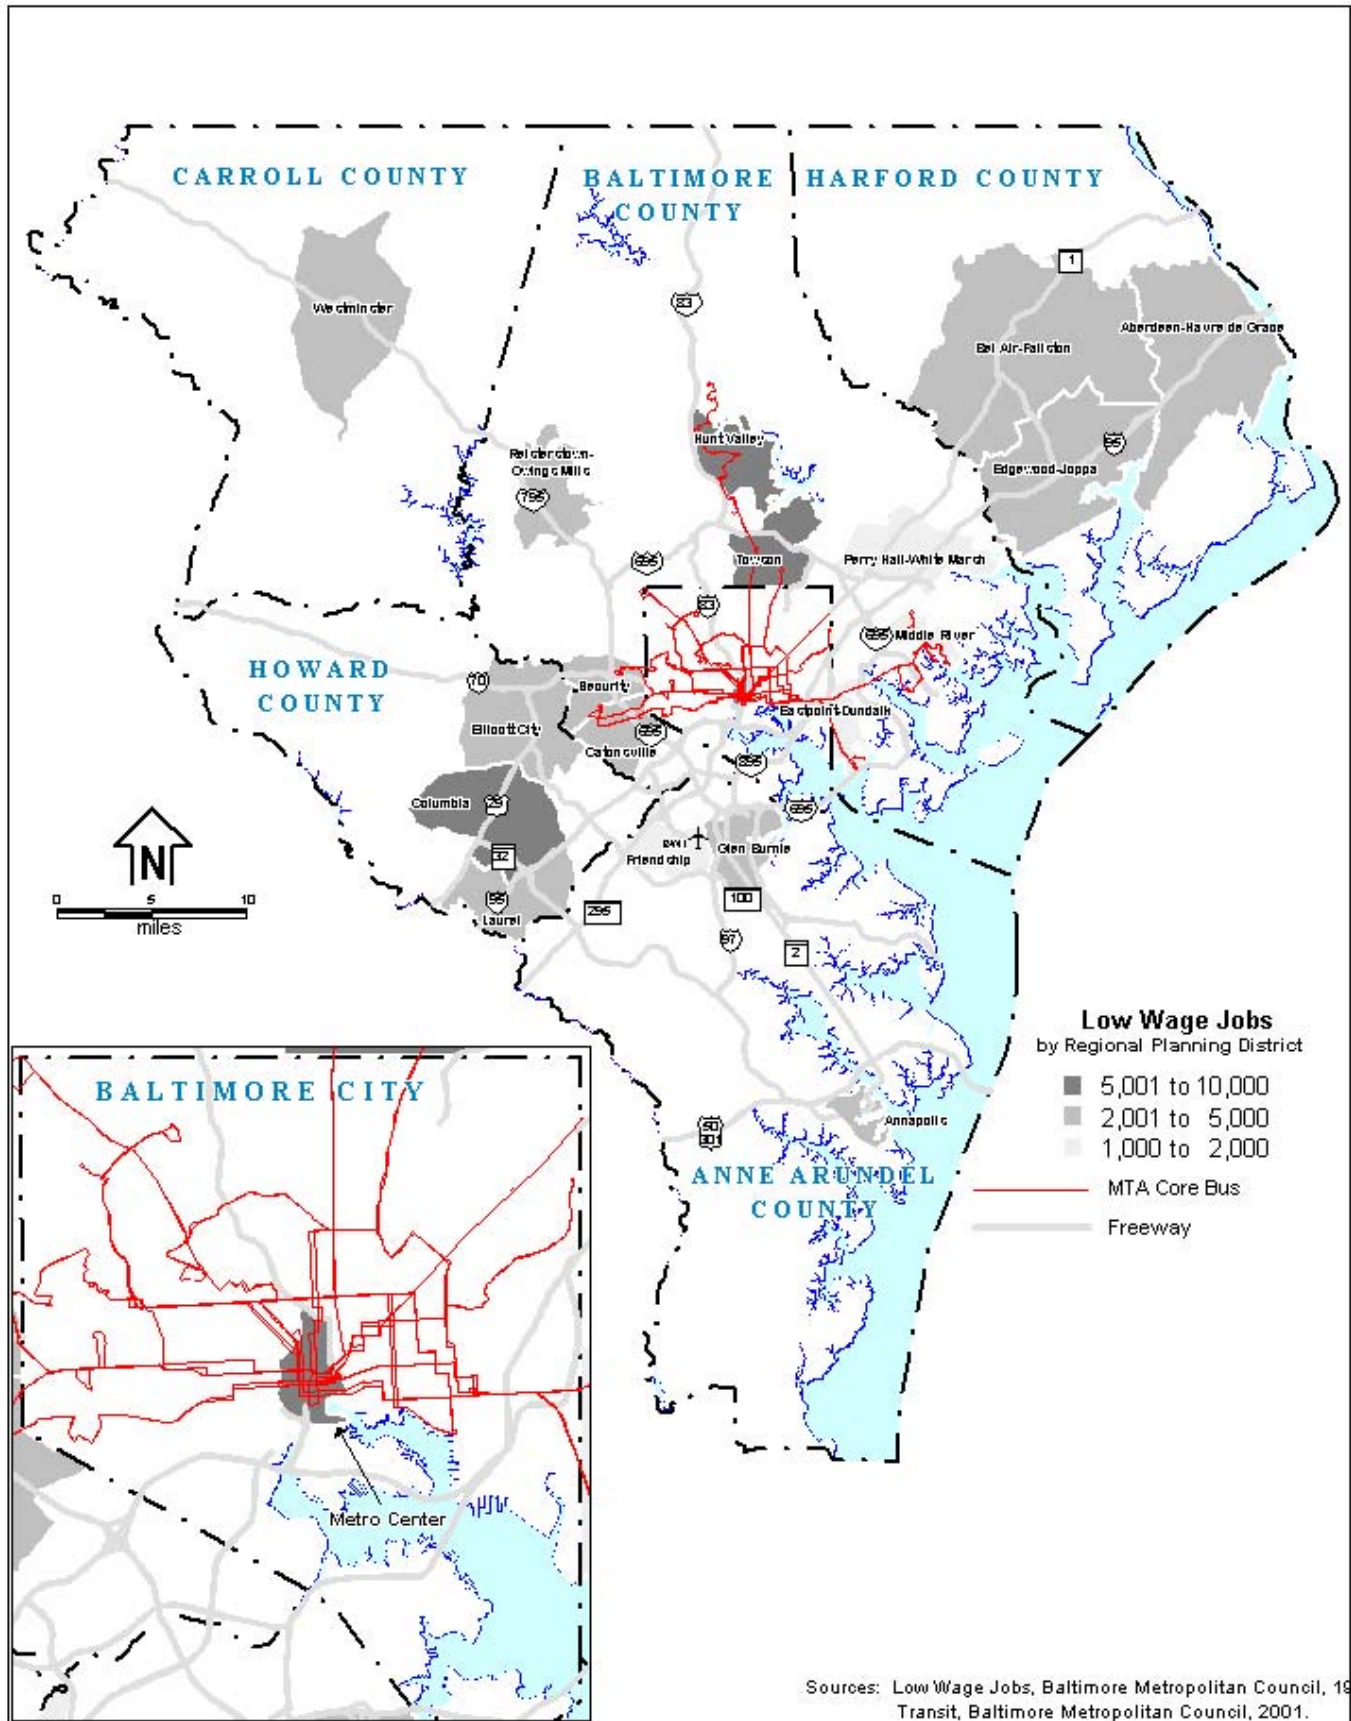 CARROLL COUNTY
BALTIMORE
COUNTY
HARFORD COUNTY
1
Westminster
Aberdeen-Havre de Grace
83
Bel Air-Fallston
Hunt Valley
95
Reisterstown-
Owings Mills
Edgewood-Joppa
795
Towson
Perry Hall-White Marsh
695
83
695
Middle River
HOWARD
COUNTY
70
Security
Eastpoint-Dundalk
Ellicott City
695
Catonsville
895
Columbia
29
695
BWI
Friendship
Glen Burnie
32
N
0 5 10
miles
95
Laurel
295
100
97
2
Low Wage Jobs
by Regional Planning District
5,001 to 10,000
2,001 to 5,000
1,000 to 2,000
MTA Core Bus
Freeway
Annapolis
50
301
ANNE ARUNDEL
COUNTY
BALTIMORE CITY
Metro Center
Sources: Low Wage Jobs, Baltimore Metropolitan Council, 19
Transit, Baltimore Metropolitan Council, 2001.